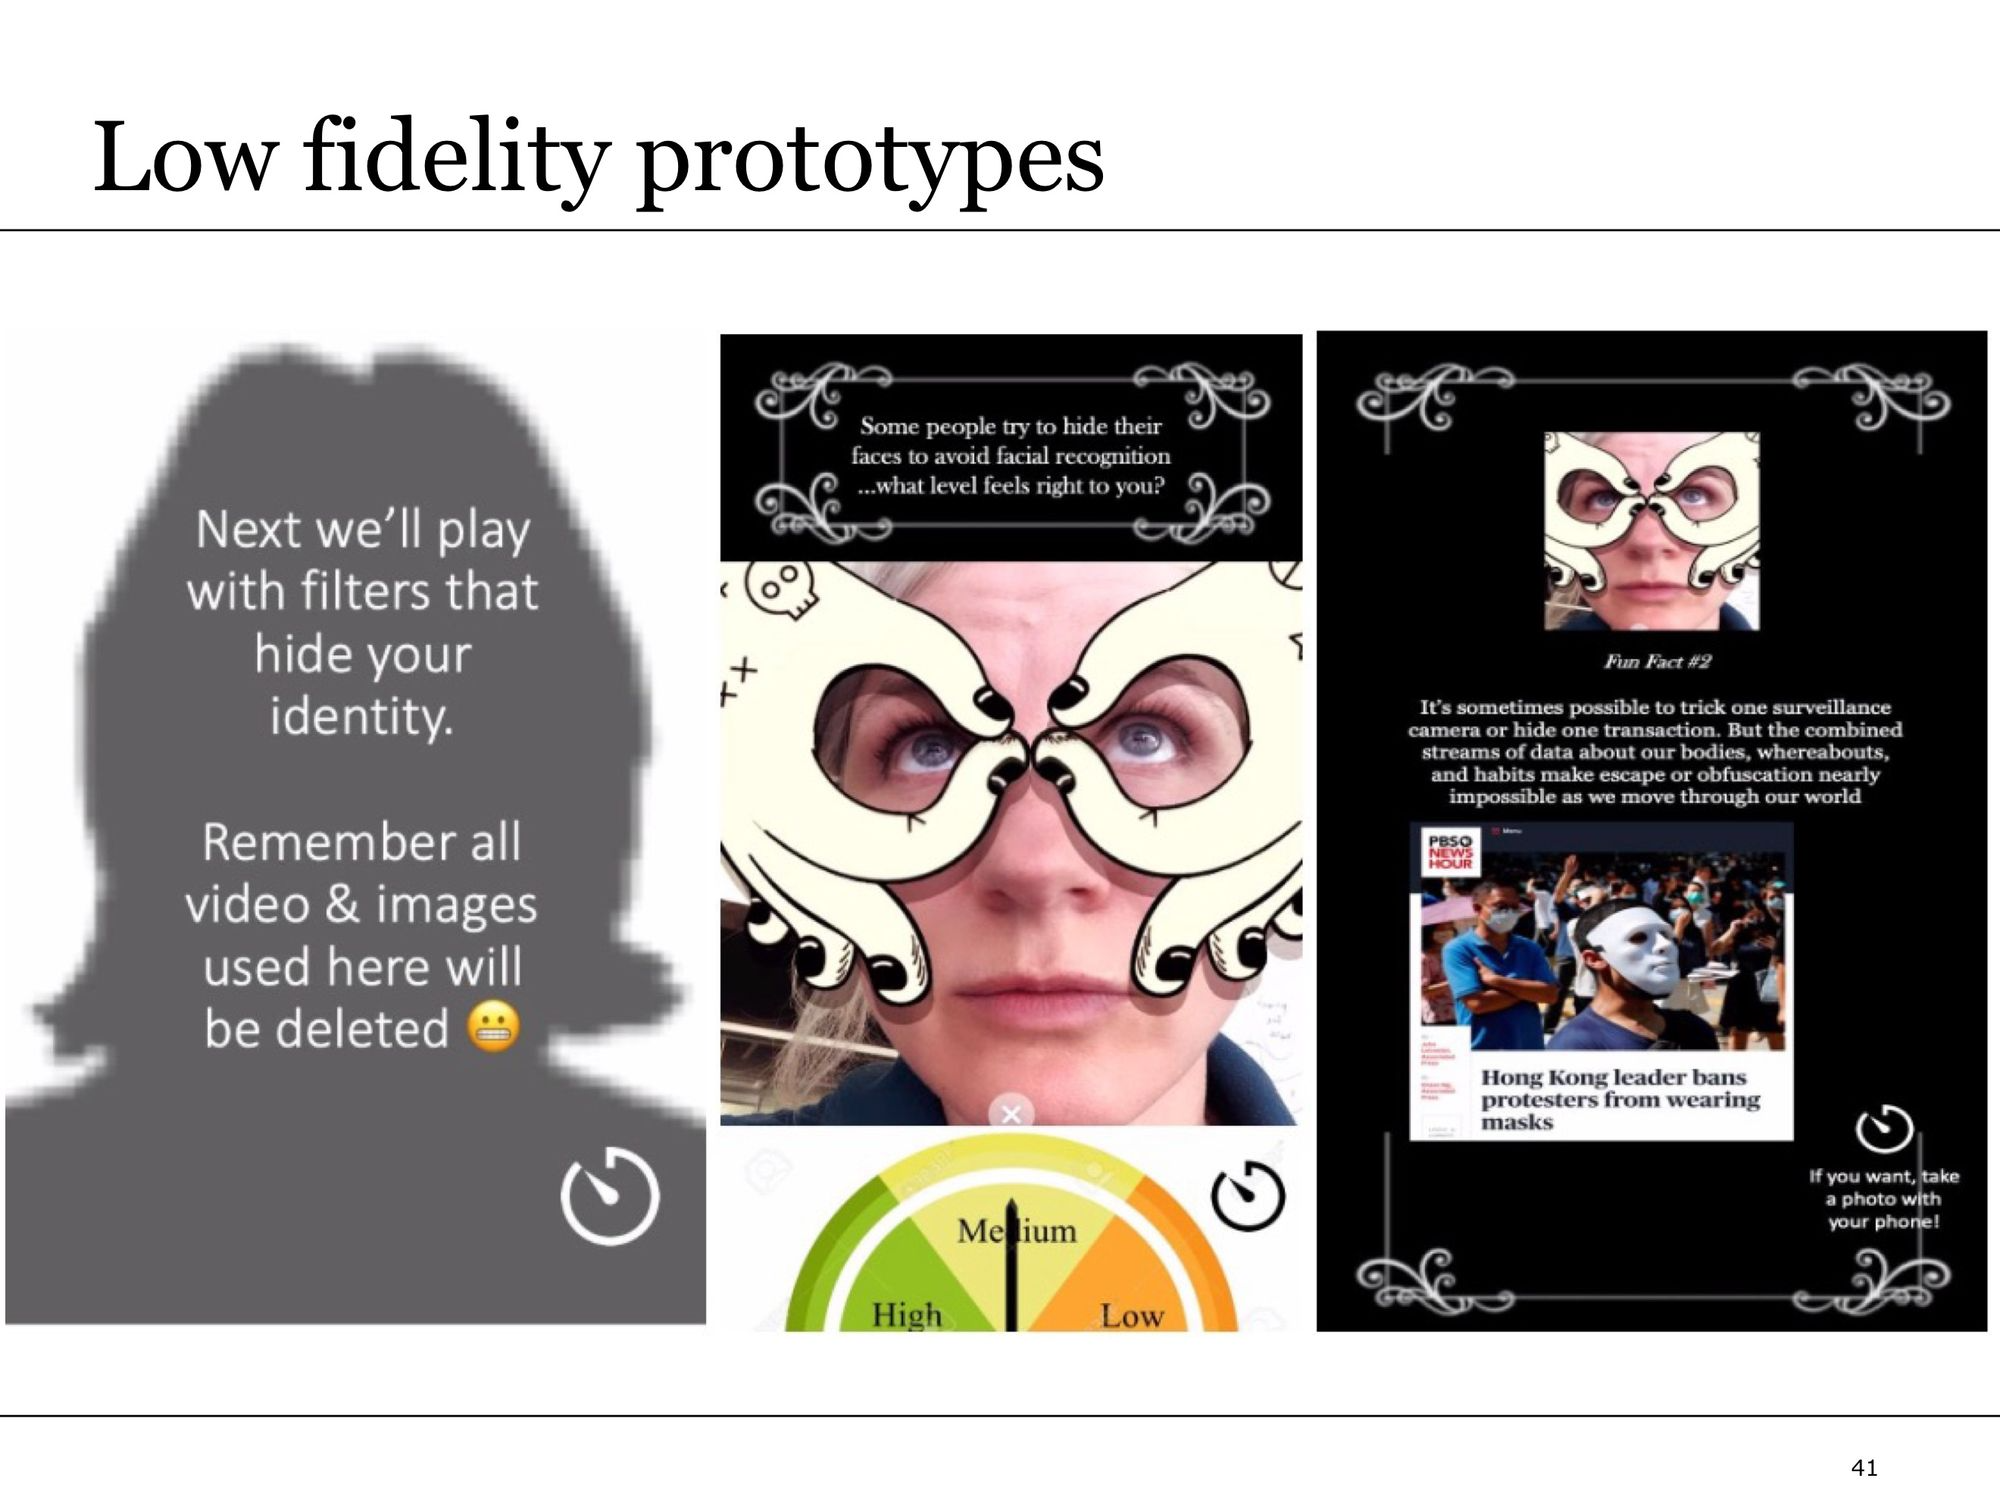 Low fidelity prototypes
Next we’ll play
with filters that
hide your
identity.
Remember all
video & images
used here will
be deleted 😬
Some people try to hide their
faces to avoid facial recognition
...what level feels right to you?
Medium
High
Low
Fun Fact #2
It’s sometimes possible to trick one surveillance
camera or hide one transaction. But the combined
streams of data about our bodies, whereabouts,
and habits make escape or obfuscation nearly
impossible as we move through our world
PBS
NEWS
HOUR
Menu
Hong Kong leader bans
protesters from wearing
masks
If you want, take
a photo with
your phone!
41